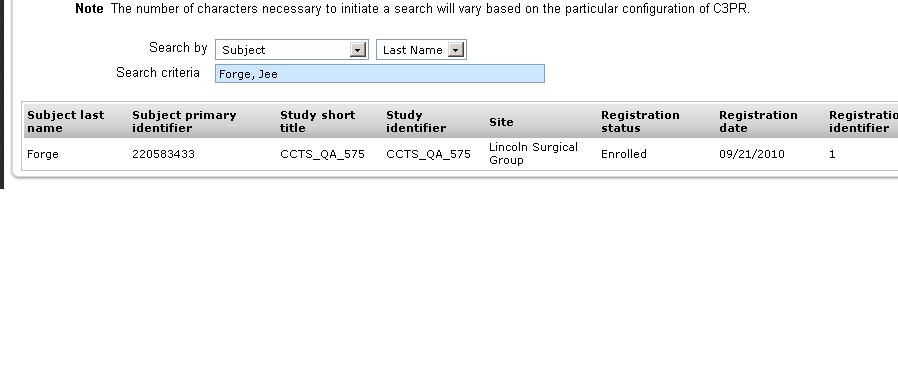 Note The number of characters necessary to initiate a search will vary based on the particular configuration of C3PR.
Search by Subject Last Name
Search criteria Forge, Jee
Subject last name Subject primary identifier Study short title Study identifier Site Registration status Registration date Registratio identifier
Forge 220583433 CCTS_QA_575 CCTS_QA_575 Lincoln Surgical Group Enrolled 09/21/2010 1